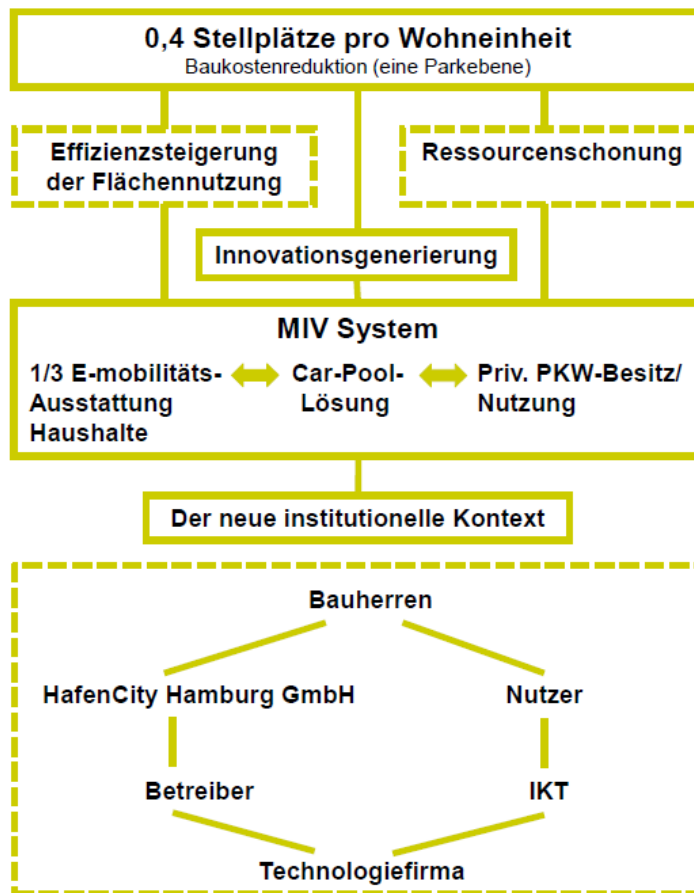 0,4 Stellplätze pro Wohneinheit
Baukostenreduktion (eine Parkebene)
Effizienzsteigerung
der Flächennutzung
Ressourcenschonung
Innovationsgenerierung
MIV System
1/3 E-mobilitäts-
Ausstattung
Haushalte
Car-Pool-
Lösung
Priv. PKW-Besitz/
Nutzung
Der neue institutionelle Kontext
Bauherren
HafenCity Hamburg GmbH
Nutzer
Betreiber
IKT
Technologiefirma